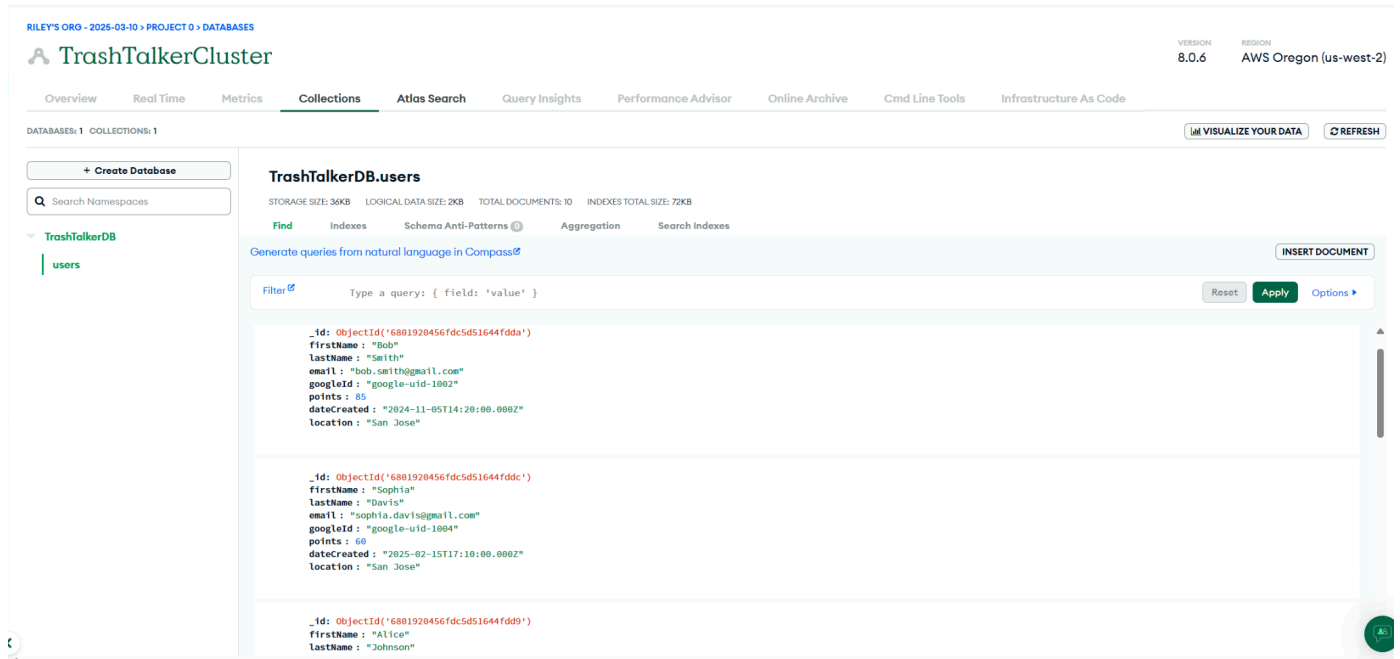 RILEY'S ORG - 2025-03-10 > PROJECT 0 > DATABASES
TrashTalkerCluster
VERSION REGION
8.0.6 AWS Oregon (us-west-2)
Overview Real Time Metrics Collections Atlas Search Query Insights Performance Advisor Online Archive Cmd Line Tools Infrastructure As Code
DATABASES: 1 COLLECTIONS: 1
VISUALIZE YOUR DATA REFRESH
+ Create Database
Search Namespaces
TrashTalkerDB
users
TrashTalkerDB.users
STORAGE SIZE: 36KB LOGICAL DATA SIZE: 2KB TOTAL DOCUMENTS: 10 INDEXES TOTAL SIZE: 72KB
Find Indexes Schema Anti-Patterns 0 Aggregation Search Indexes
Generate queries from natural language in Compass
INSERT DOCUMENT
Filter Type a query: { field: 'value' } Reset Apply Options
_id: ObjectId('6801920456fdc5d51644fdda')
firstName : "Bob"
lastName : "Smith"
email : "bob.smith@gmail.com"
googleId : "google-uid-1002"
points : 85
dateCreated : "2024-11-05T14:20:00.000Z"
location : "San Jose"
_id: ObjectId('6801920456fdc5d51644fddc')
firstName : "Sophia"
lastName : "Davis"
email : "sophia.davis@gmail.com"
googleId : "google-uid-1004"
points : 60
dateCreated : "2025-02-15T17:10:00.000Z"
location : "San Jose"
_id: ObjectId('6801920456fdc5d51644fdd9')
firstName : "Alice"
lastName : "Johnson"